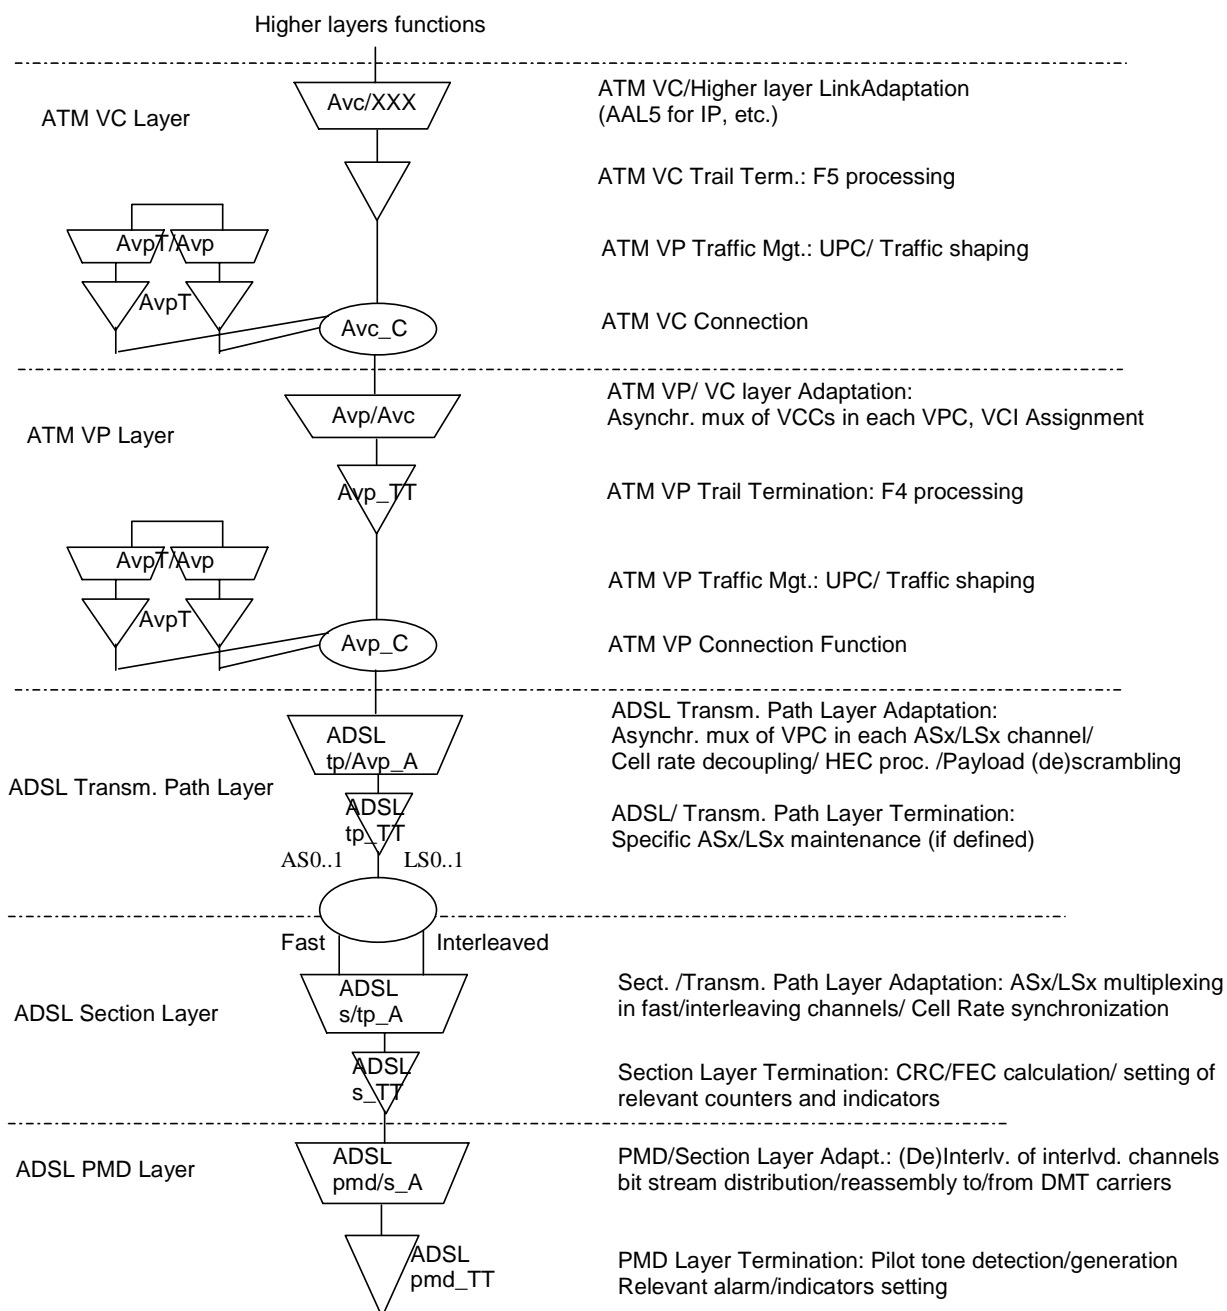 Higher layers functions
ATM VC Layer
Avc/XXX
ATM VC/Higher layer LinkAdaptation
(AAL5 for IP, etc.)
ATM VC Trail Term.: F5 processing
AvpT/Avp
ATM VP Traffic Mgt.: UPC/ Traffic shaping
AvpT
Avc_C
ATM VC Connection
ATM VP Layer
Avp/Avc
ATM VP/ VC layer Adaptation:
Asynchr. mux of VCCs in each VPC, VCI Assignment
Avp_TT
ATM VP Trail Termination: F4 processing
AvpT/Avp
ATM VP Traffic Mgt.: UPC/ Traffic shaping
AvpT
Avp_C
ATM VP Connection Function
ADSL Transm. Path Layer
ADSL
tp/Avp_A
ADSL Transm. Path Layer Adaptation:
Asynchr. mux of VPC in each ASx/LSx channel/
Cell rate decoupling/ HEC proc. /Payload (de)scrambling
ADSL
tp_TT
ADSL/ Transm. Path Layer Termination:
Specific ASx/LSx maintenance (if defined)
AS0..1
LS0..1
Fast
Interleaved
ADSL Section Layer
ADSL
s/tp_A
Sect. /Transm. Path Layer Adaptation: ASx/LSx multiplexing
in fast/interleaving channels/ Cell Rate synchronization
ADSL
s_TT
Section Layer Termination: CRC/FEC calculation/ setting of
relevant counters and indicators
ADSL PMD Layer
ADSL
pmd/s_A
PMD/Section Layer Adapt.: (De)Interlv. of interlvd. channels
bit stream distribution/reassembly to/from DMT carriers
ADSL
pmd_TT
PMD Layer Termination: Pilot tone detection/generation
Relevant alarm/indicators setting